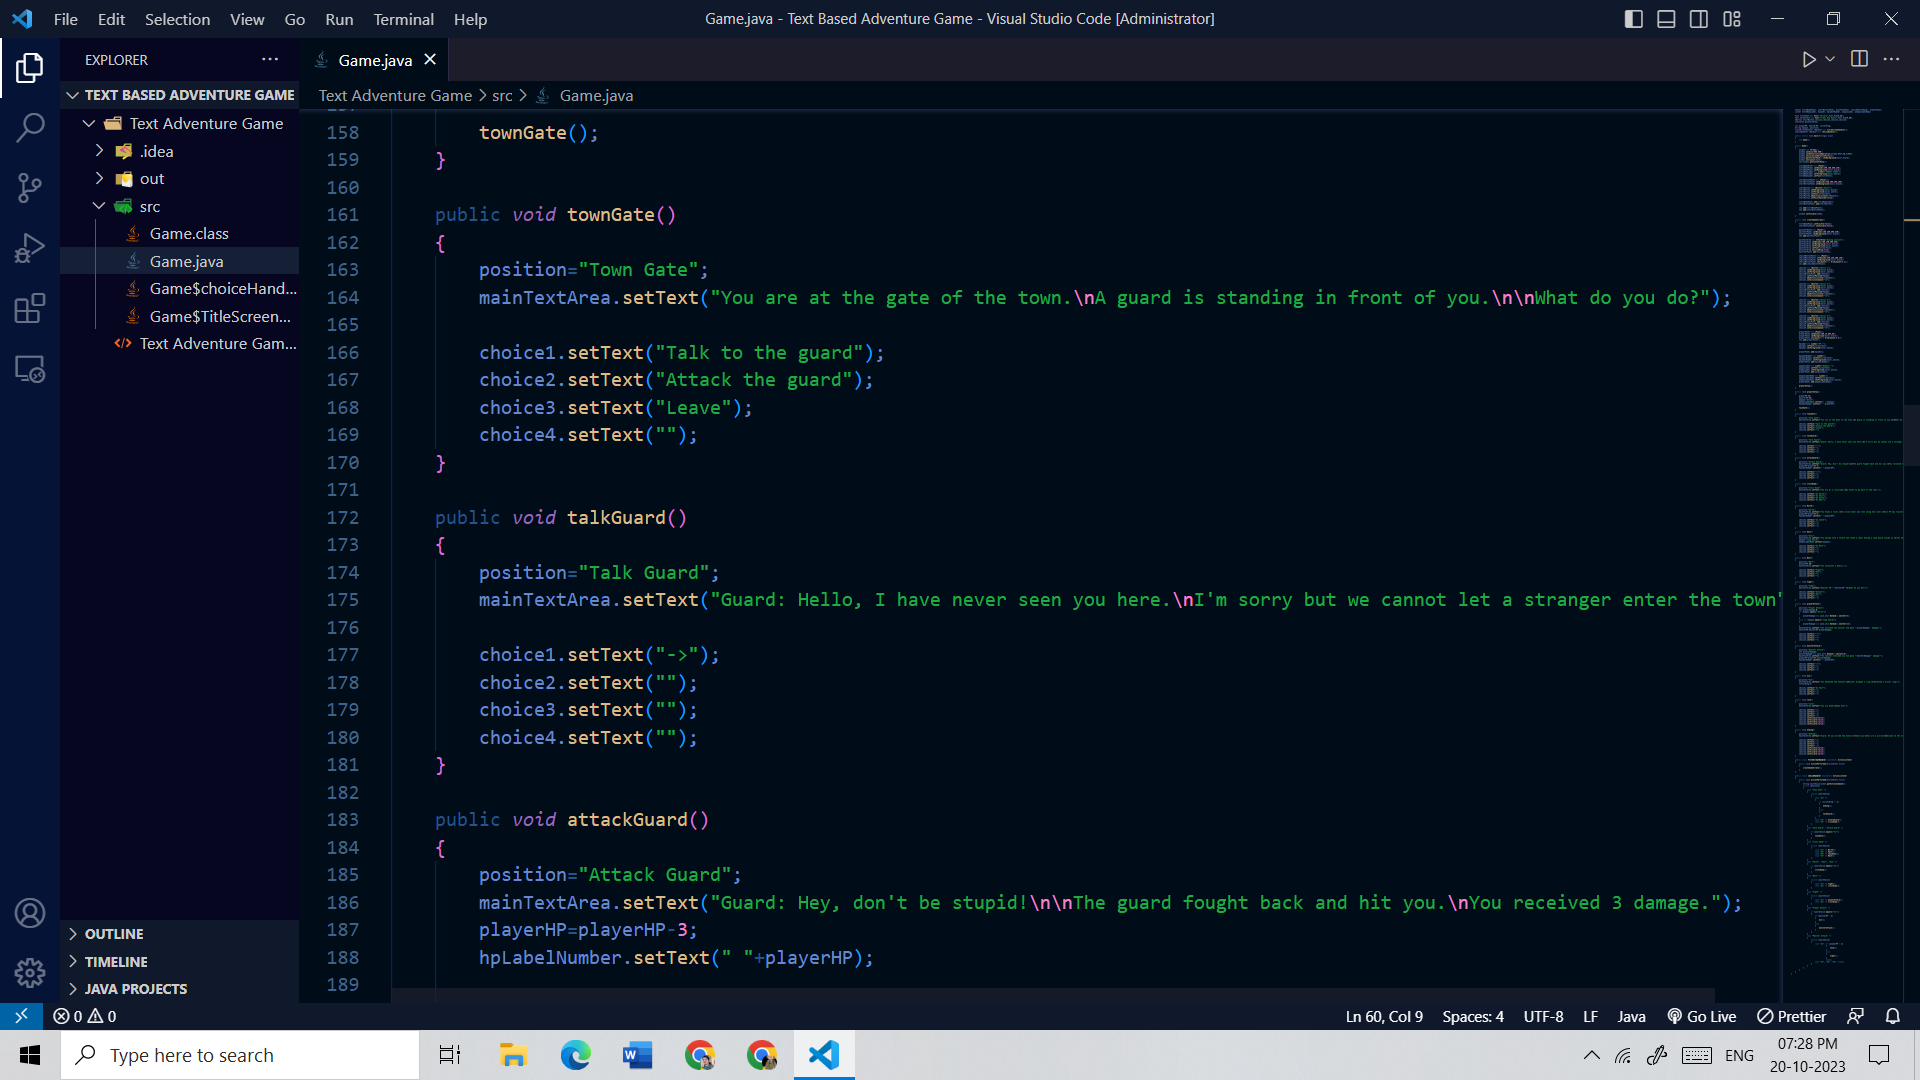 File Edit Selection View Go Run Terminal Help
Game.java - Text Based Adventure Game - Visual Studio Code [Administrator]
EXPLORER
Game.java
TEXT BASED ADVENTURE GAME
Text Adventure Game > src > Game.java
Text Adventure Game
.idea
out
src
Game.class
Game.java
Game$choiceHand...
Game$TitleScreen...
Text Adventure Gam...
158 townGate();
159 }
160
161 public void townGate()
162 {
163 position="Town Gate";
164 mainTextArea.setText("You are at the gate of the town.\nA guard is standing in front of you.\n\nWhat do you do?");
165
166 choice1.setText("Talk to the guard");
167 choice2.setText("Attack the guard");
168 choice3.setText("Leave");
169 choice4.setText("");
170 }
171
172 public void talkGuard()
173 {
174 position="Talk Guard";
175 mainTextArea.setText("Guard: Hello, I have never seen you here.\nI'm sorry but we cannot let a stranger enter the town
176
177 choice1.setText("->");
178 choice2.setText("");
179 choice3.setText("");
180 choice4.setText("");
181 }
182
183 public void attackGuard()
184 {
185 position="Attack Guard";
186 mainTextArea.setText("Guard: Hey, don't be stupid!\n\nThe guard fought back and hit you.\nYou received 3 damage.");
187 playerHP=playerHP-3;
188 hpLabelNumber.setText(" "+playerHP);
189
OUTLINE
TIMELINE
JAVA PROJECTS
0 0
Ln 60, Col 9 Spaces: 4 UTF-8 LF Java Go Live Prettier
Type here to search
ENG
07:28 PM
20-10-2023